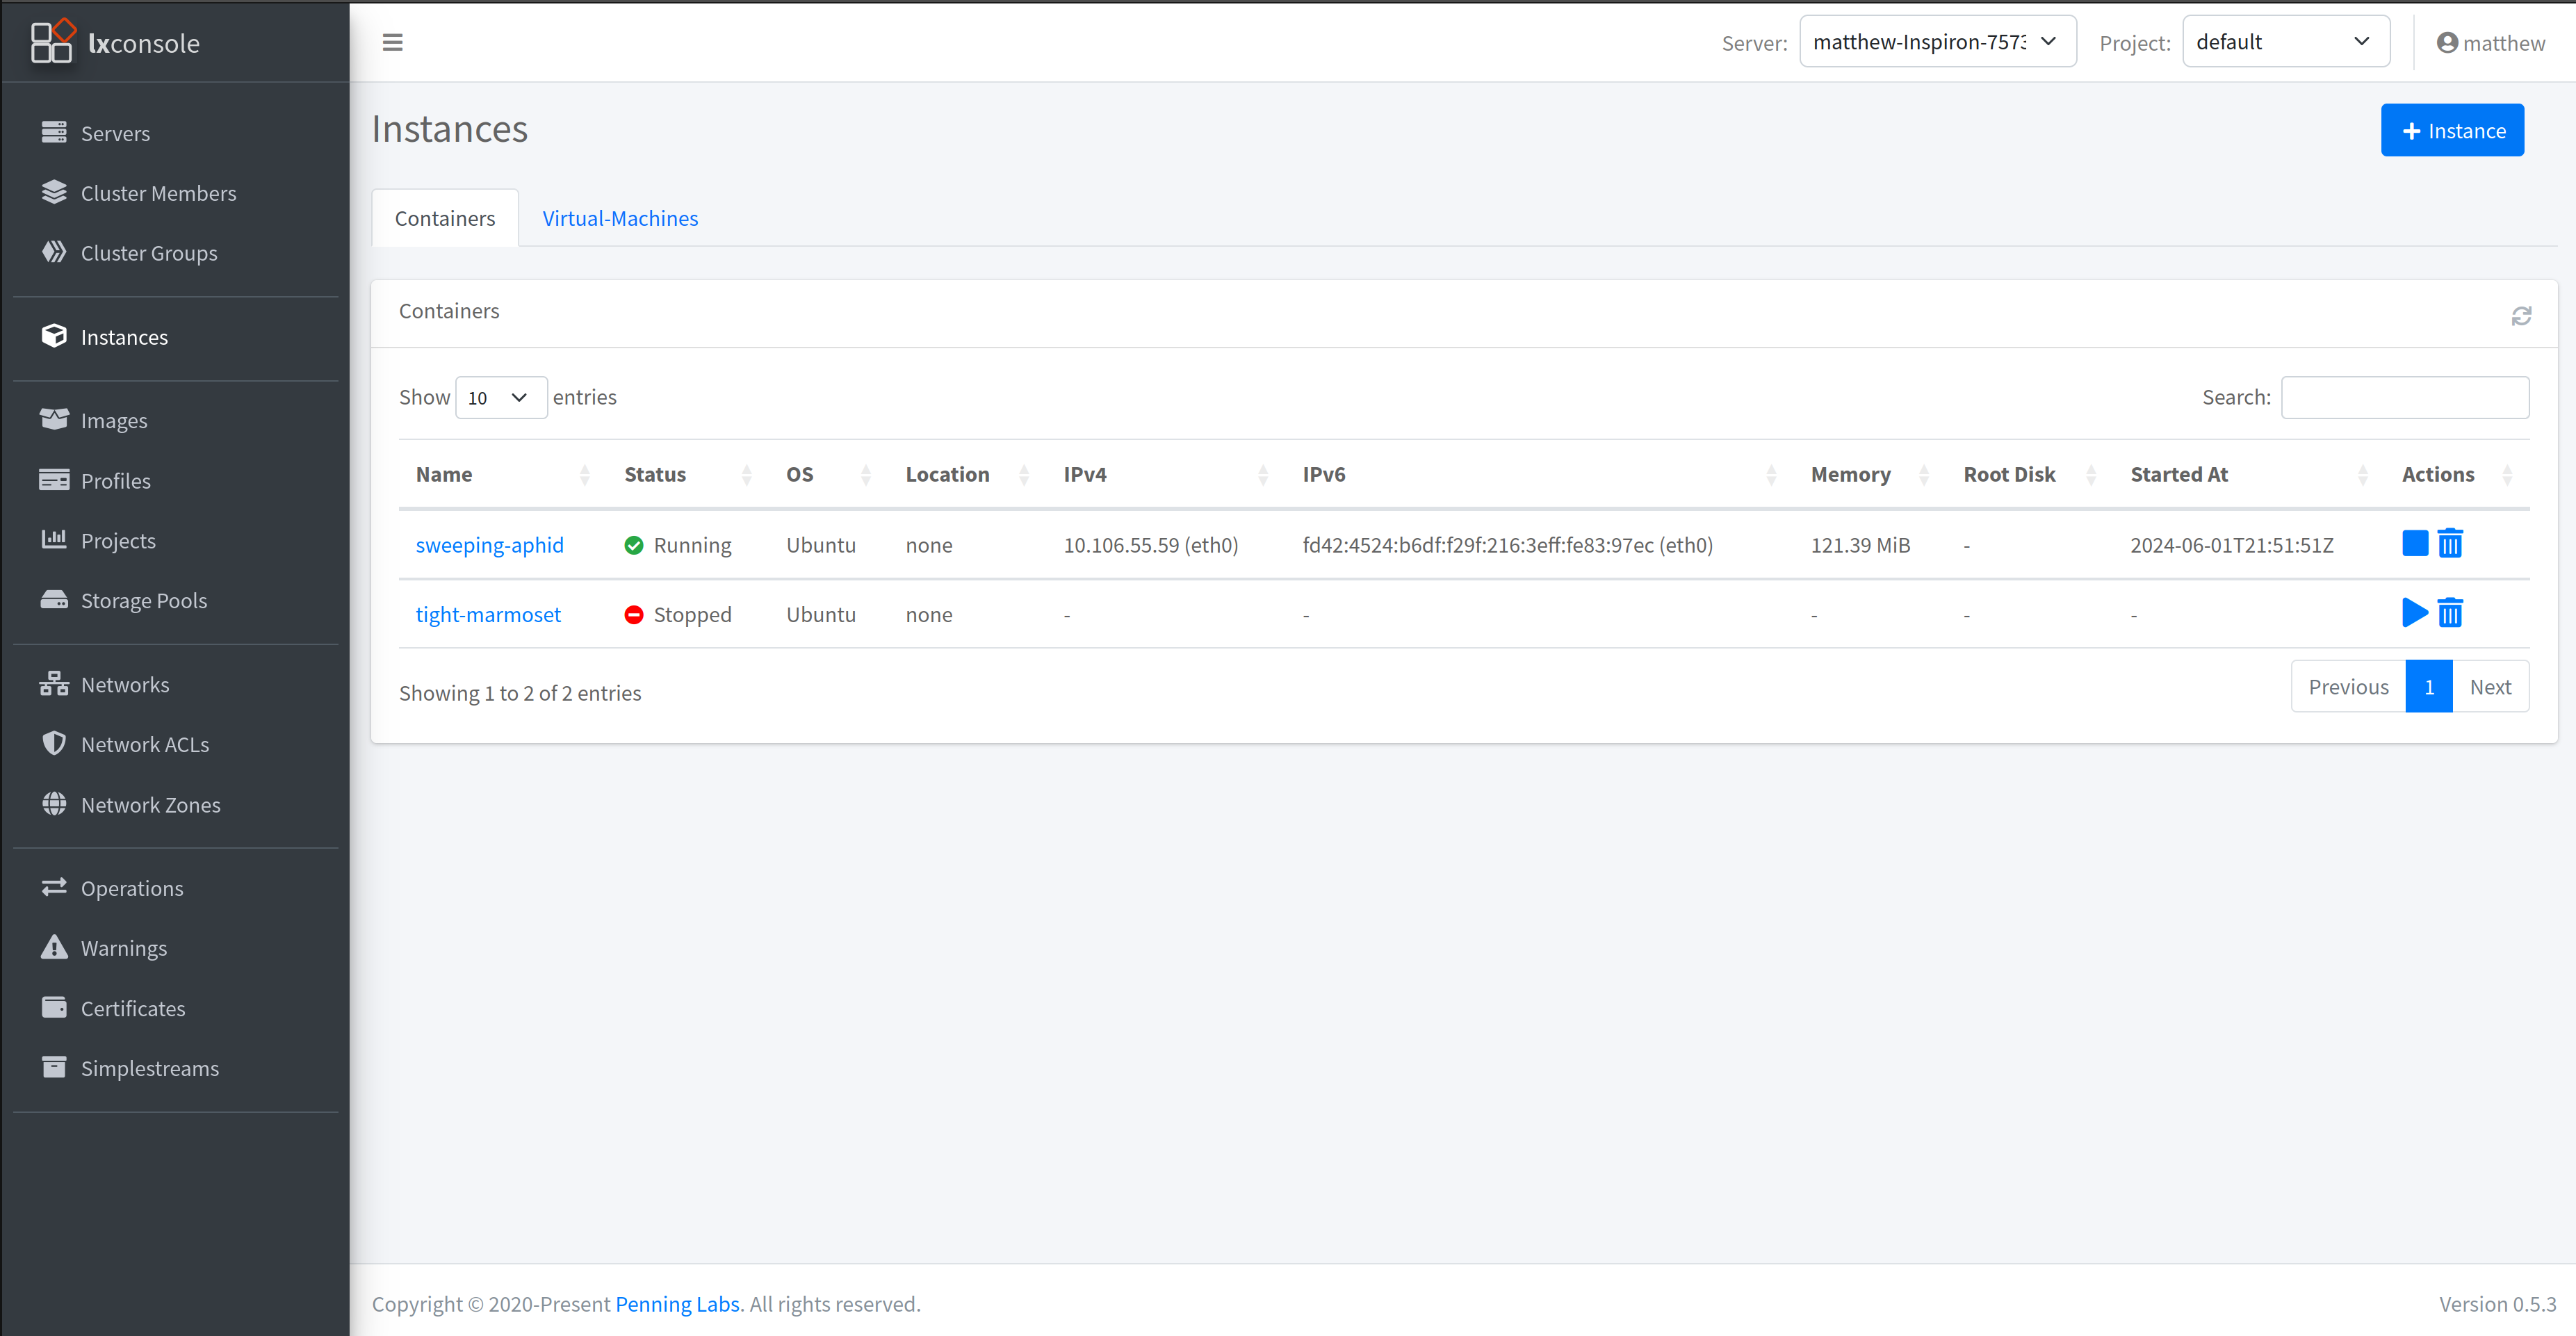 lxconsole
Server: matthew-Inspiron-757 Project: default matthew
Servers
Cluster Members
Cluster Groups
Instances
Images
Profiles
Projects
Storage Pools
Networks
Network ACLs
Network Zones
Operations
Warnings
Certificates
Simplestreams
Instances
+ Instance
Containers Virtual-Machines
Containers
Show 10 entries Search:
Name Status OS Location IPv4 IPv6 Memory Root Disk Started At Actions
sweeping-aphid Running Ubuntu none 10.106.55.59 (eth0) fd42:4524:b6df:f29f:216:3eff:fe83:97ec (eth0) 121.39 MiB - 2024-06-01T21:51:51Z
tight-marmoset Stopped Ubuntu none - - - - -
Showing 1 to 2 of 2 entries Previous 1 Next
Copyright © 2020-Present Penning Labs. All rights reserved. Version 0.5.3